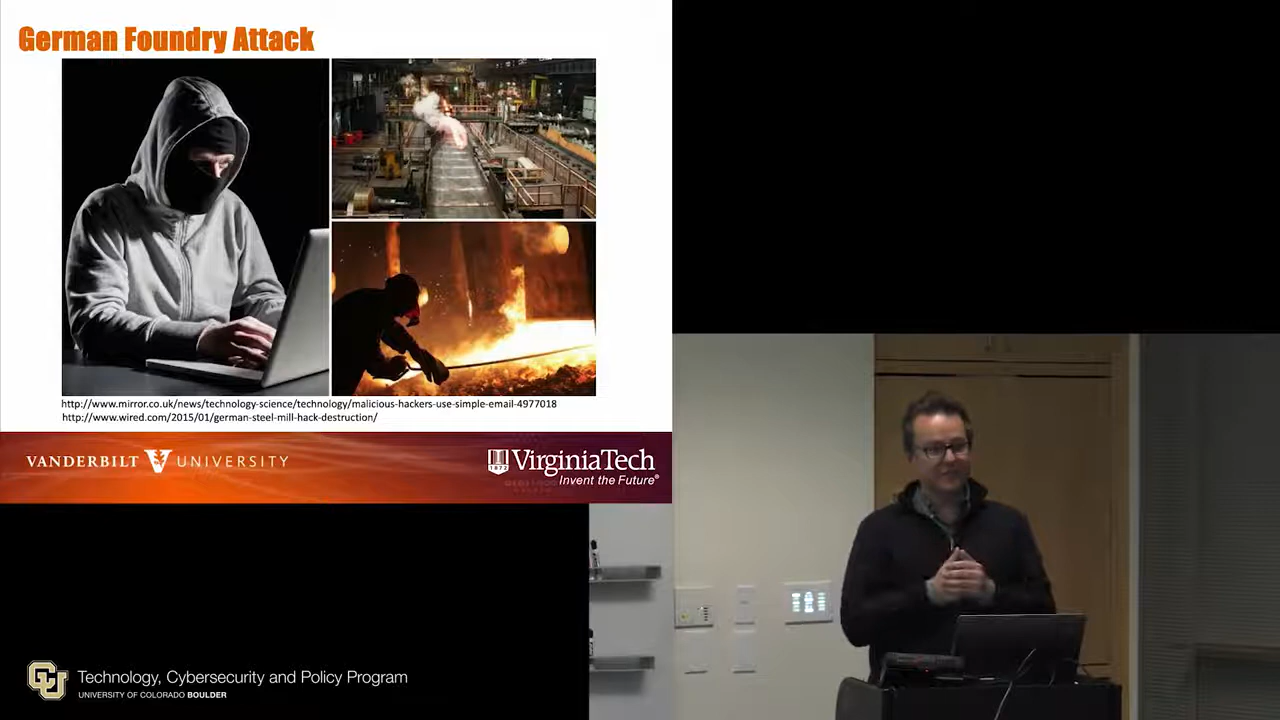 German Foundry Attack
http://www.mirror.co.uk/news/technology-science/technology/malicious-hackers-use-simple-email-4977018
http://www.wired.com/2015/01/german-steel-mill-hack-destruction/
VANDERBILT V UNIVERSITY
1872 VirginiaTech
Invent the Future®
CU Technology, Cybersecurity and Policy Program
UNIVERSITY OF COLORADO BOULDER